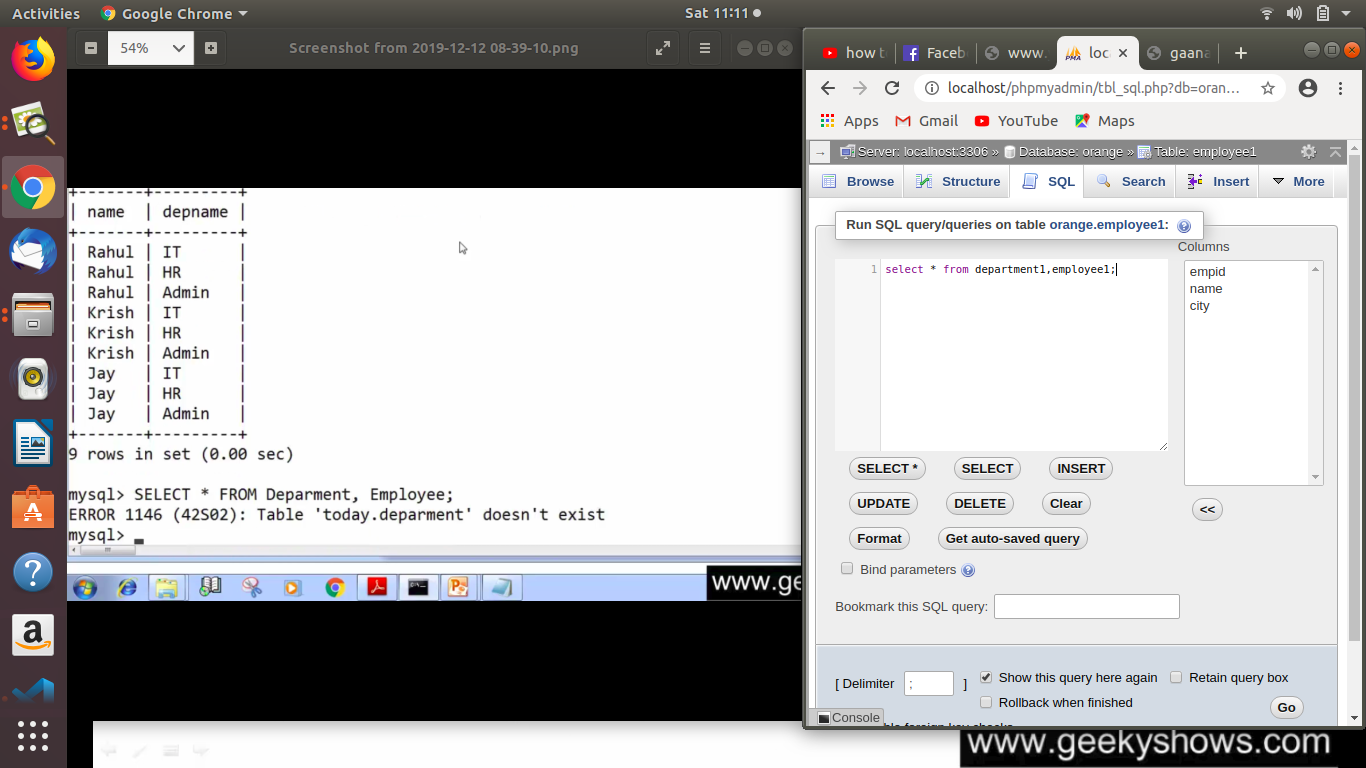 Activities
Google Chrome
Sat 11:11
54%
Screenshot from 2019-12-12 08-39-10.png
+-------+---------+
| name | depname |
+-------+---------+
| Rahul | IT |
| Rahul | HR |
| Rahul | Admin |
| Krish | IT |
| Krish | HR |
| Krish | Admin |
| Jay | IT |
| Jay | HR |
| Jay | Admin |
+-------+---------+
9 rows in set (0.00 sec)
mysql> SELECT * FROM Deparment, Employee;
ERROR 1146 (42S02): Table 'today.deparment' doesn't exist
mysql> _
www.ge
how t
Faceb
www.
loc
gaana
localhost/phpmyadmin/tbl_sql.php?db=oran...
Apps Gmail YouTube Maps
Server: localhost:3306 » Database: orange » Table: employee1
Browse Structure SQL Search Insert More
Run SQL query/queries on table orange.employee1:
Columns
1 select * from department1,employee1;
empid
name
city
SELECT * SELECT INSERT
UPDATE DELETE Clear
<<
Format Get auto-saved query
Bind parameters
Bookmark this SQL query:
[ Delimiter ; ]
Show this query here again Retain query box
Rollback when finished
Go
Console
foreign key checks
www.geekyshows.com